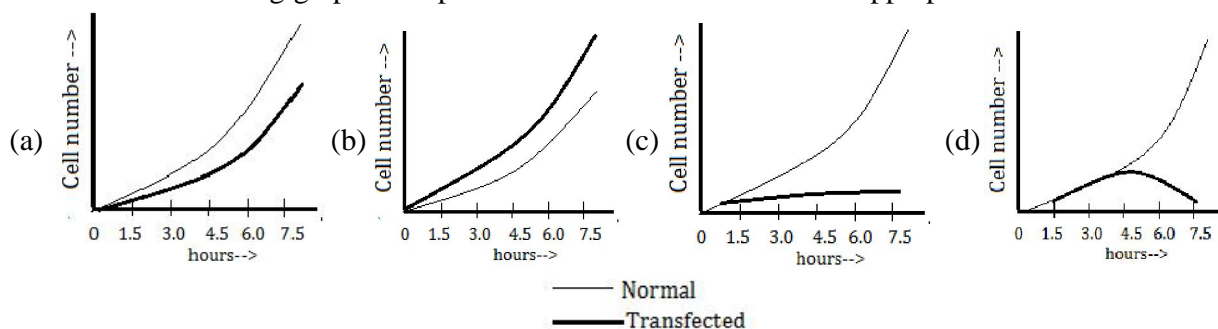 (a) Cell number --> 0 1.5 3.0 4.5 6.0 7.5 hours-->
(b) Cell number --> 0 1.5 3.0 4.5 6.0 7.5 hours-->
(c) Cell number --> 0 1.5 3.0 4.5 6.0 7.5 hours-->
(d) Cell number --> 0 1.5 3.0 4.5 6.0 7.5 hours-->
Normal
Transfected